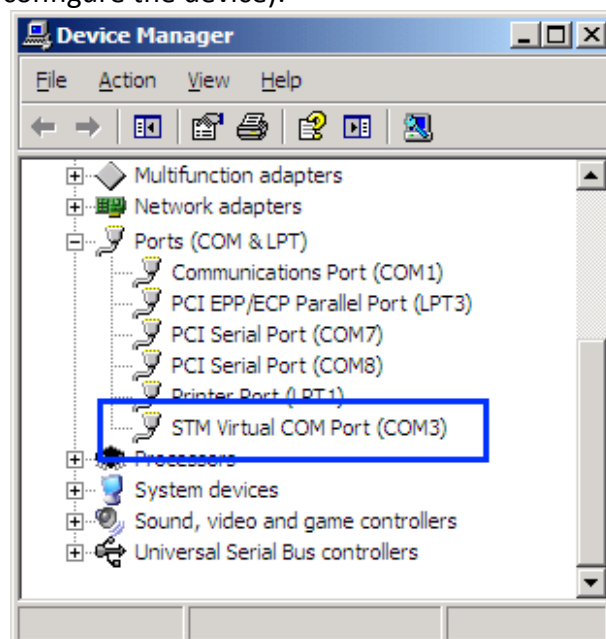 configure the device).
Device Manager
File Action View Help
Multifunction adapters
Network adapters
Ports (COM & LPT)
Communications Port (COM1)
PCI EPP/ECP Parallel Port (LPT3)
PCI Serial Port (COM7)
PCI Serial Port (COM8)
Printer Port (LPT1)
STM Virtual COM Port (COM3)
Processors
System devices
Sound, video and game controllers
Universal Serial Bus controllers